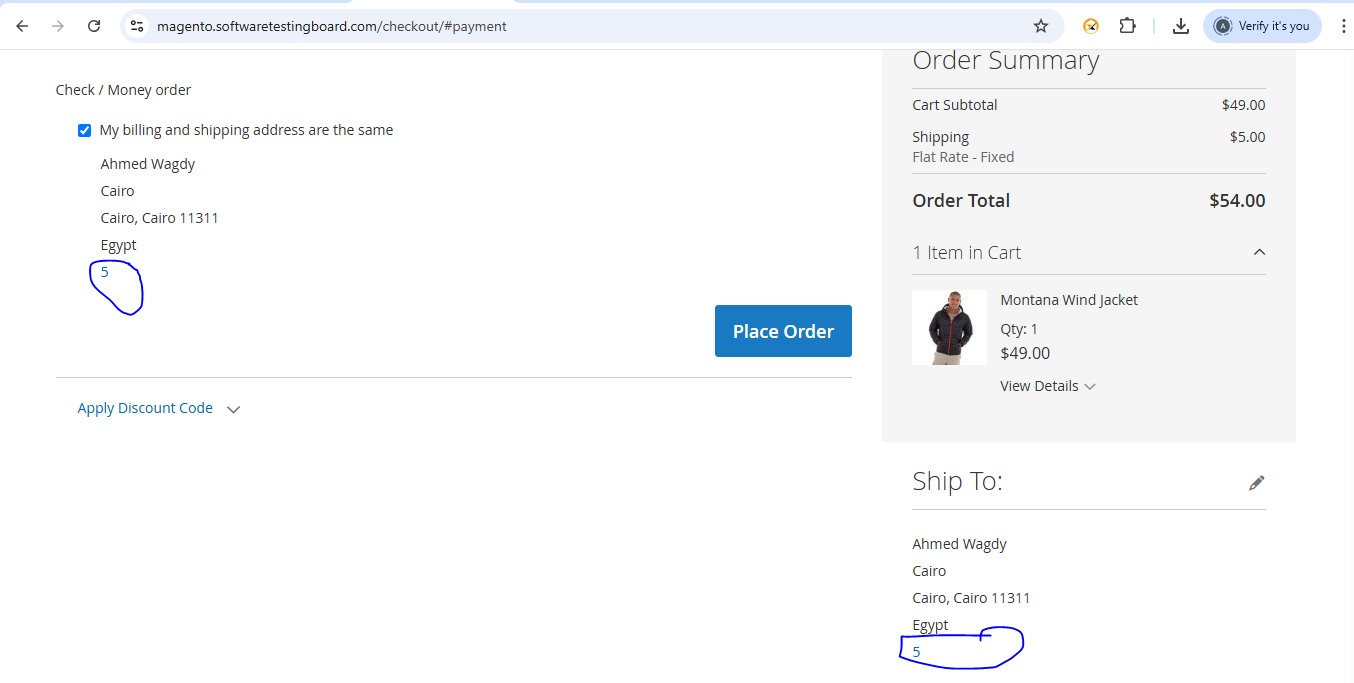 magento.softwaretestingboard.com/checkout/#payment
A Verify it's you
Check / Money order
My billing and shipping address are the same
Ahmed Wagdy
Cairo
Cairo, Cairo 11311
Egypt
5
Place Order
Apply Discount Code
Order Summary
Cart Subtotal $49.00
Shipping $5.00
Flat Rate - Fixed
Order Total $54.00
1 Item in Cart
Montana Wind Jacket
Qty: 1
$49.00
View Details
Ship To:
Ahmed Wagdy
Cairo
Cairo, Cairo 11311
Egypt
5